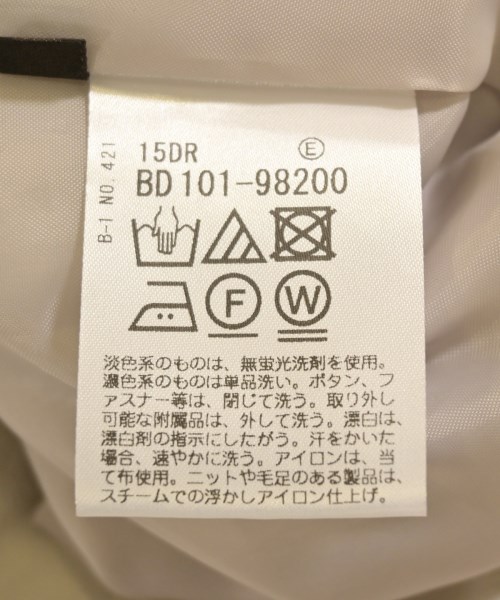 B-1 NO. 421
15DR
E
BD101-98200
F
W
淡色系のものは、無蛍光洗剤を使用。
濃色系のものは単品洗い。ボタン、フ
ァスナー等は、閉じて洗う。取り外し
可能な附属品は、外して洗う。漂白は、
漂白剤の指示にしたがう。汗をかいた
場合、速やかに洗う。アイロンは、当
て布使用。ニットや毛足のある製品は、
スチームでの浮かしアイロン仕上げ。